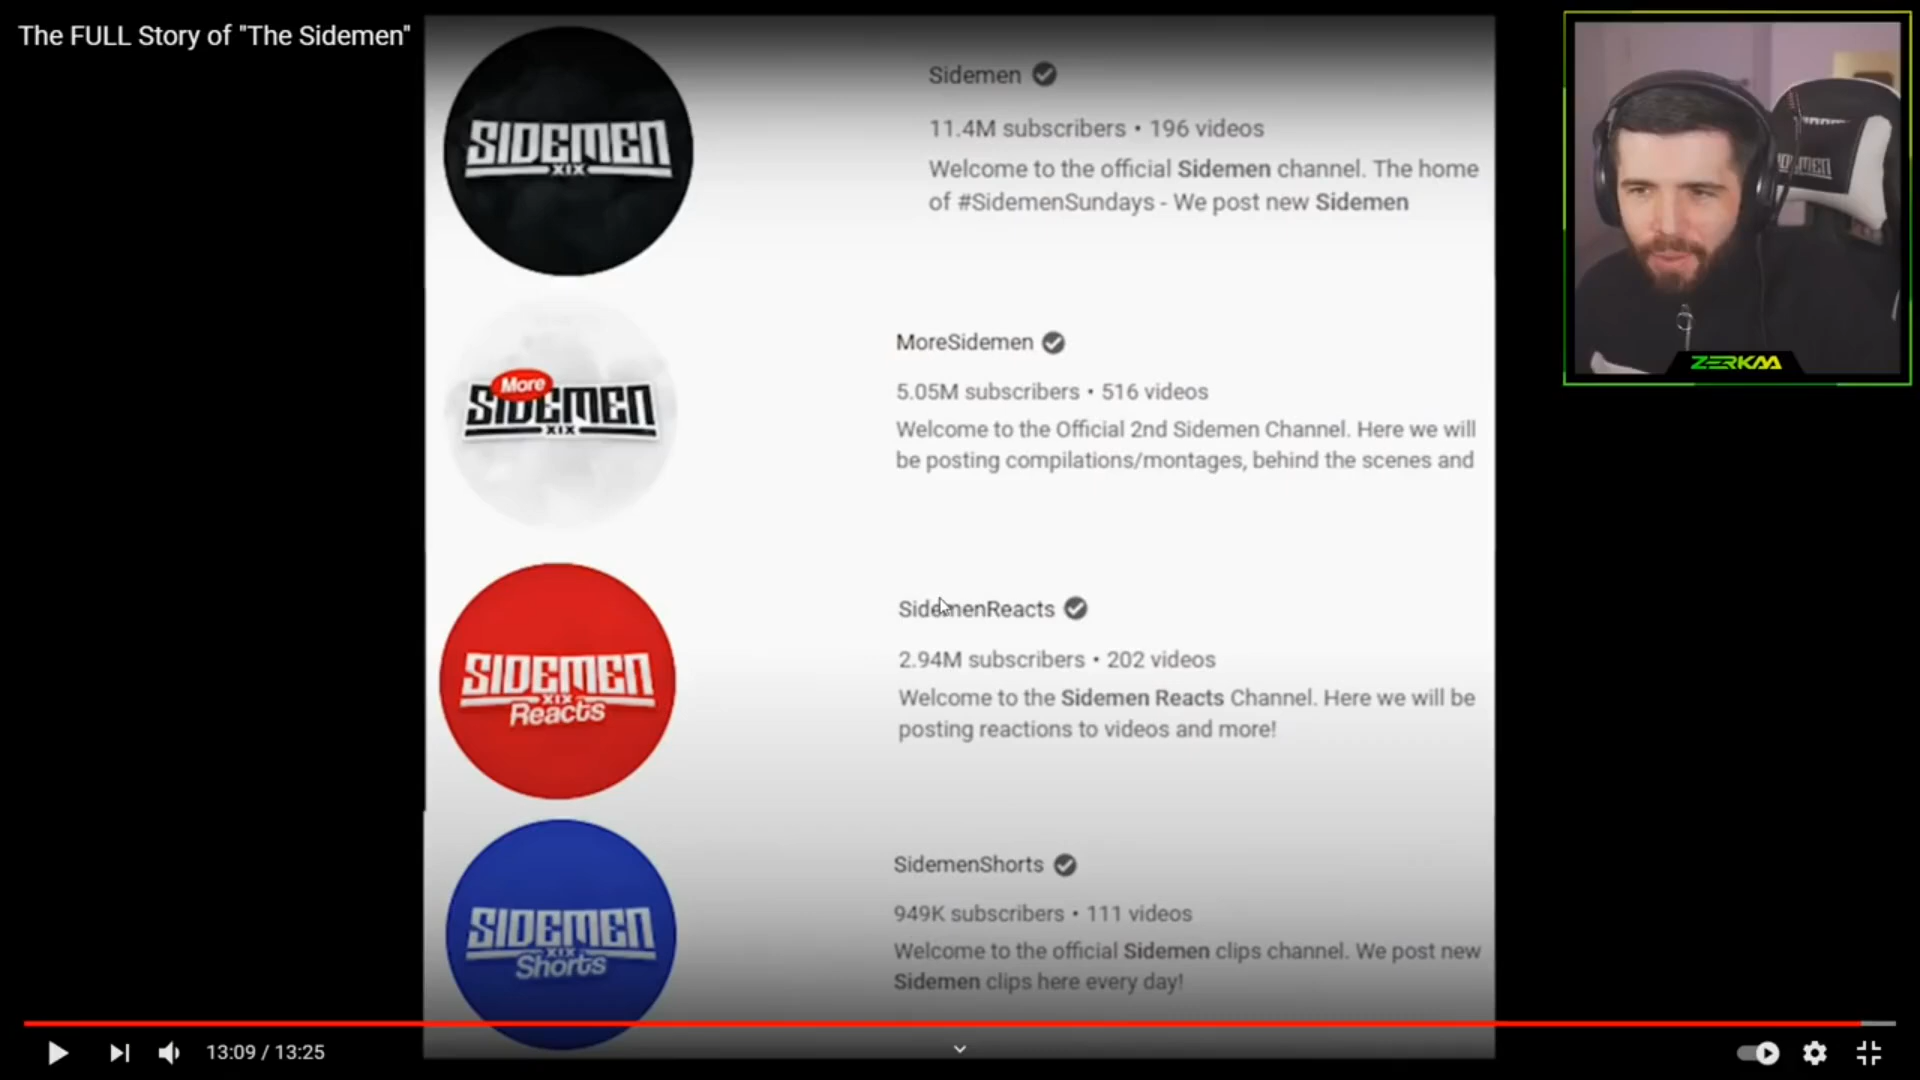 The FULL Story of "The Sidemen"
SIDEMEN
XIX
Sidemen
11.4M subscribers • 196 videos
Welcome to the official Sidemen channel. The home
of #SidemenSundays - We post new Sidemen
More
SIDEMEN
XIX
MoreSidemen
5.05M subscribers • 516 videos
Welcome to the Official 2nd Sidemen Channel. Here we will
be posting compilations/montages, behind the scenes and
SIDEMEN
XIX
Reacts
SidemenReacts
2.94M subscribers • 202 videos
Welcome to the Sidemen Reacts Channel. Here we will be
posting reactions to videos and more!
SIDEMEN
XIX
Shorts
SidemenShorts
949K subscribers • 111 videos
Welcome to the official Sidemen clips channel. We post new
Sidemen clips here every day!
ZERKAA
13:09 / 13:25